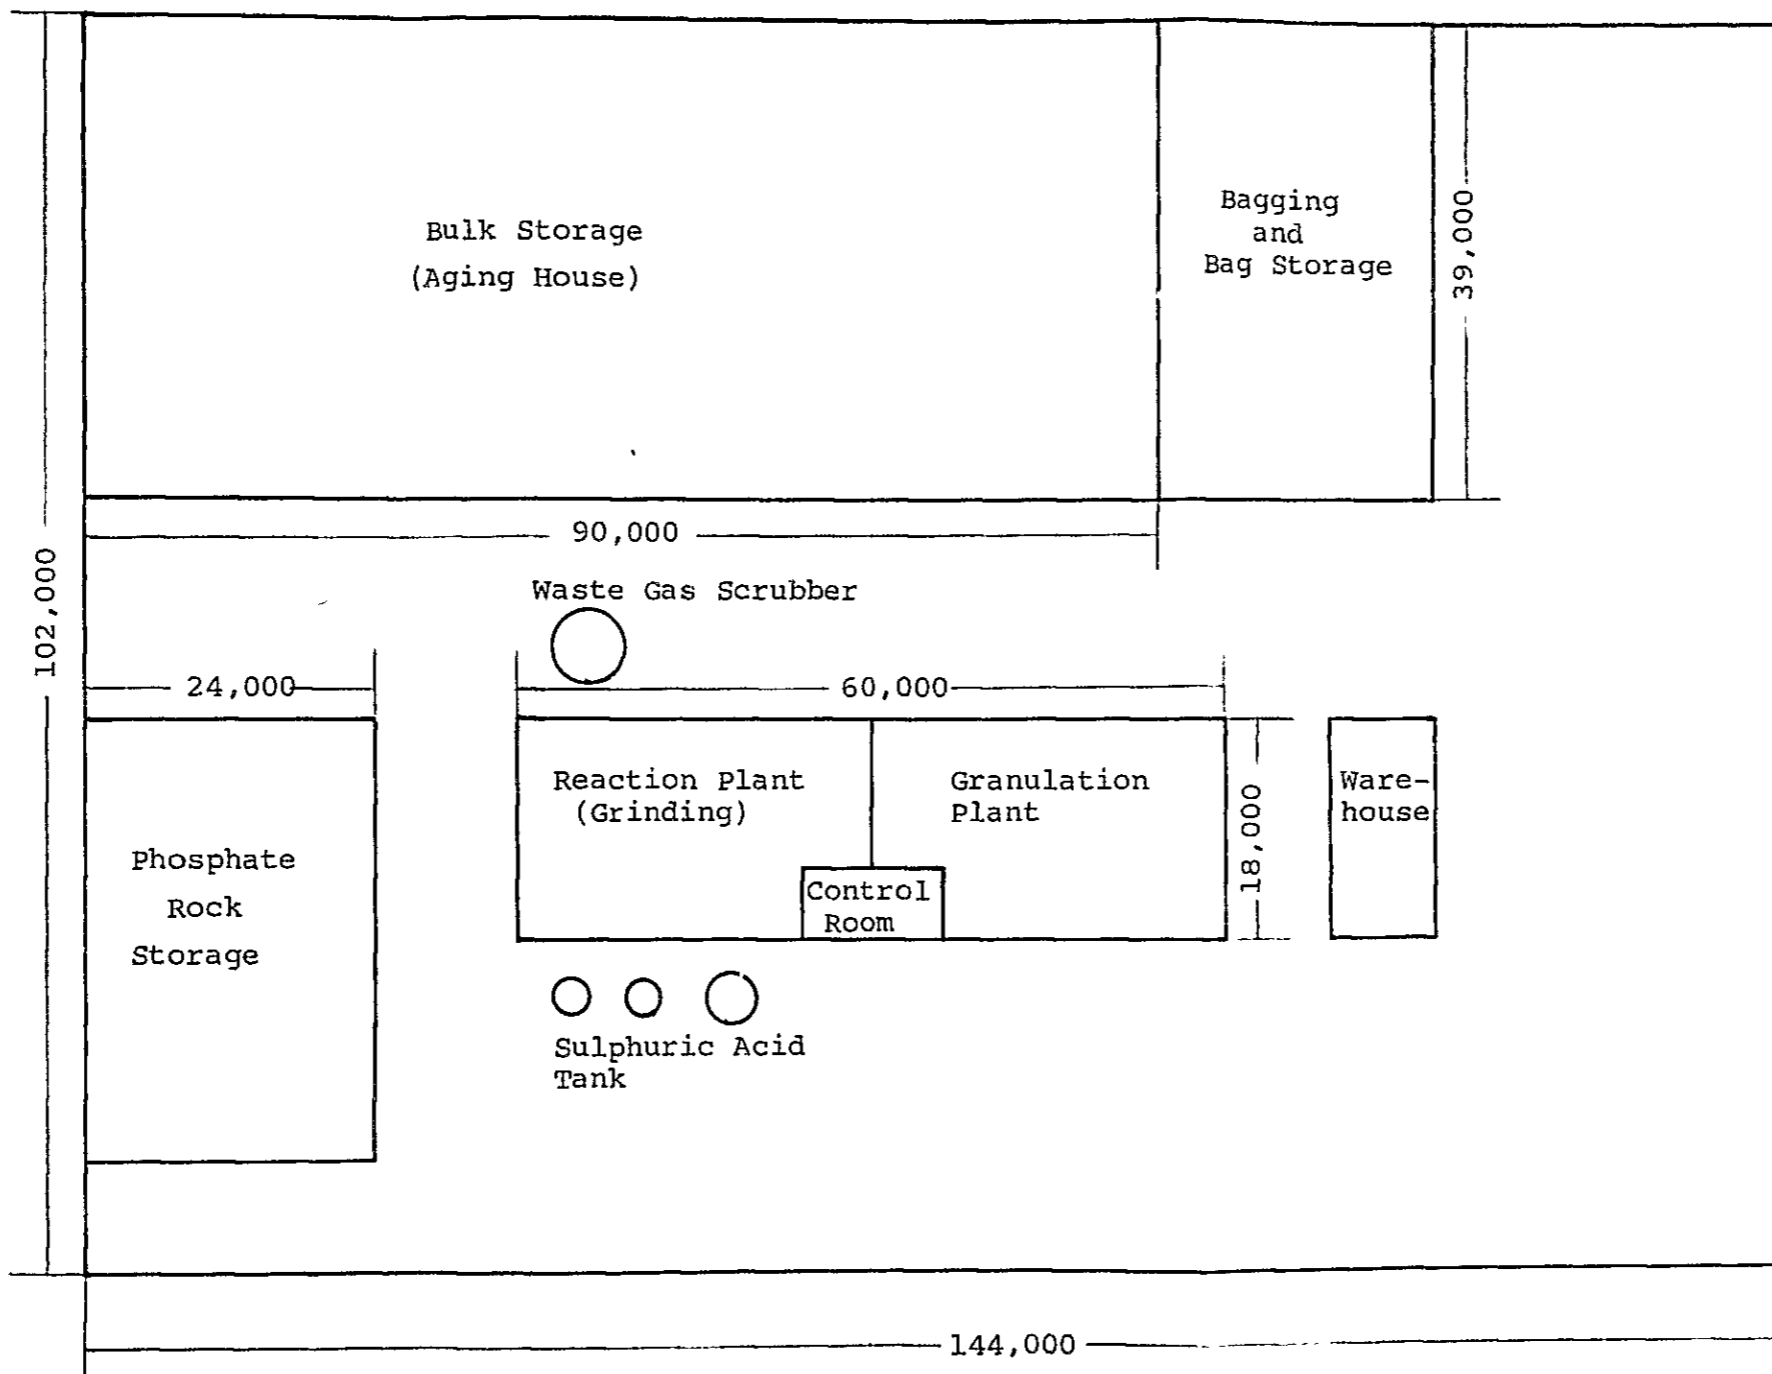 Bulk Storage
(Aging House)
Bagging
and
Bag Storage
39,000
90,000
102,000
Waste Gas Scrubber
24,000
60,000
Reaction Plant
(Grinding)
Granulation
Plant
18,000
Ware-
house
Phosphate
Rock
Storage
Control
Room
Sulphuric Acid
Tank
144,000